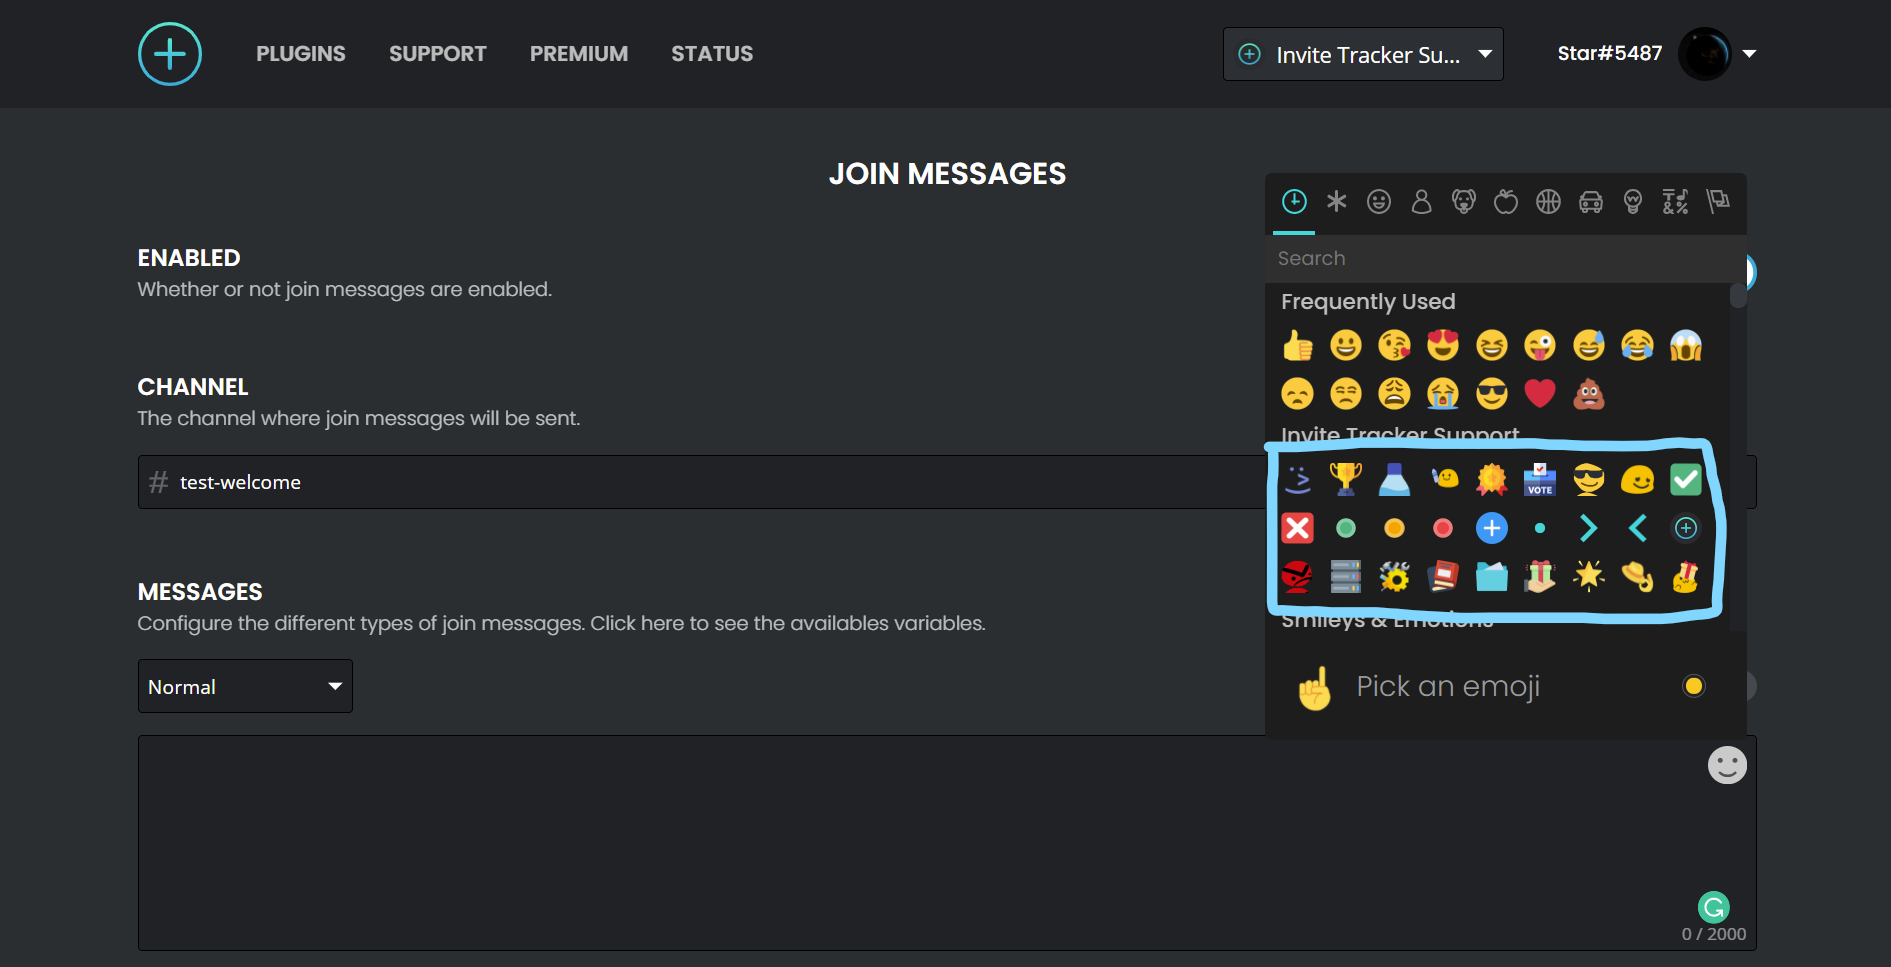 PLUGINS SUPPORT PREMIUM STATUS Invite Tracker Su... Star#5487
JOIN MESSAGES
ENABLED
Whether or not join messages are enabled.
Search
Frequently Used
CHANNEL
The channel where join messages will be sent.
Invite Tracker Support
# test-welcome
VOTE
MESSAGES
Configure the different types of join messages. Click here to see the availables variables.
Smileys & Emotions
Normal
Pick an emoji
0 / 2000